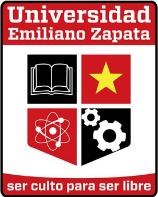 Universidad
Emiliano Zapata
ser culto para ser libre